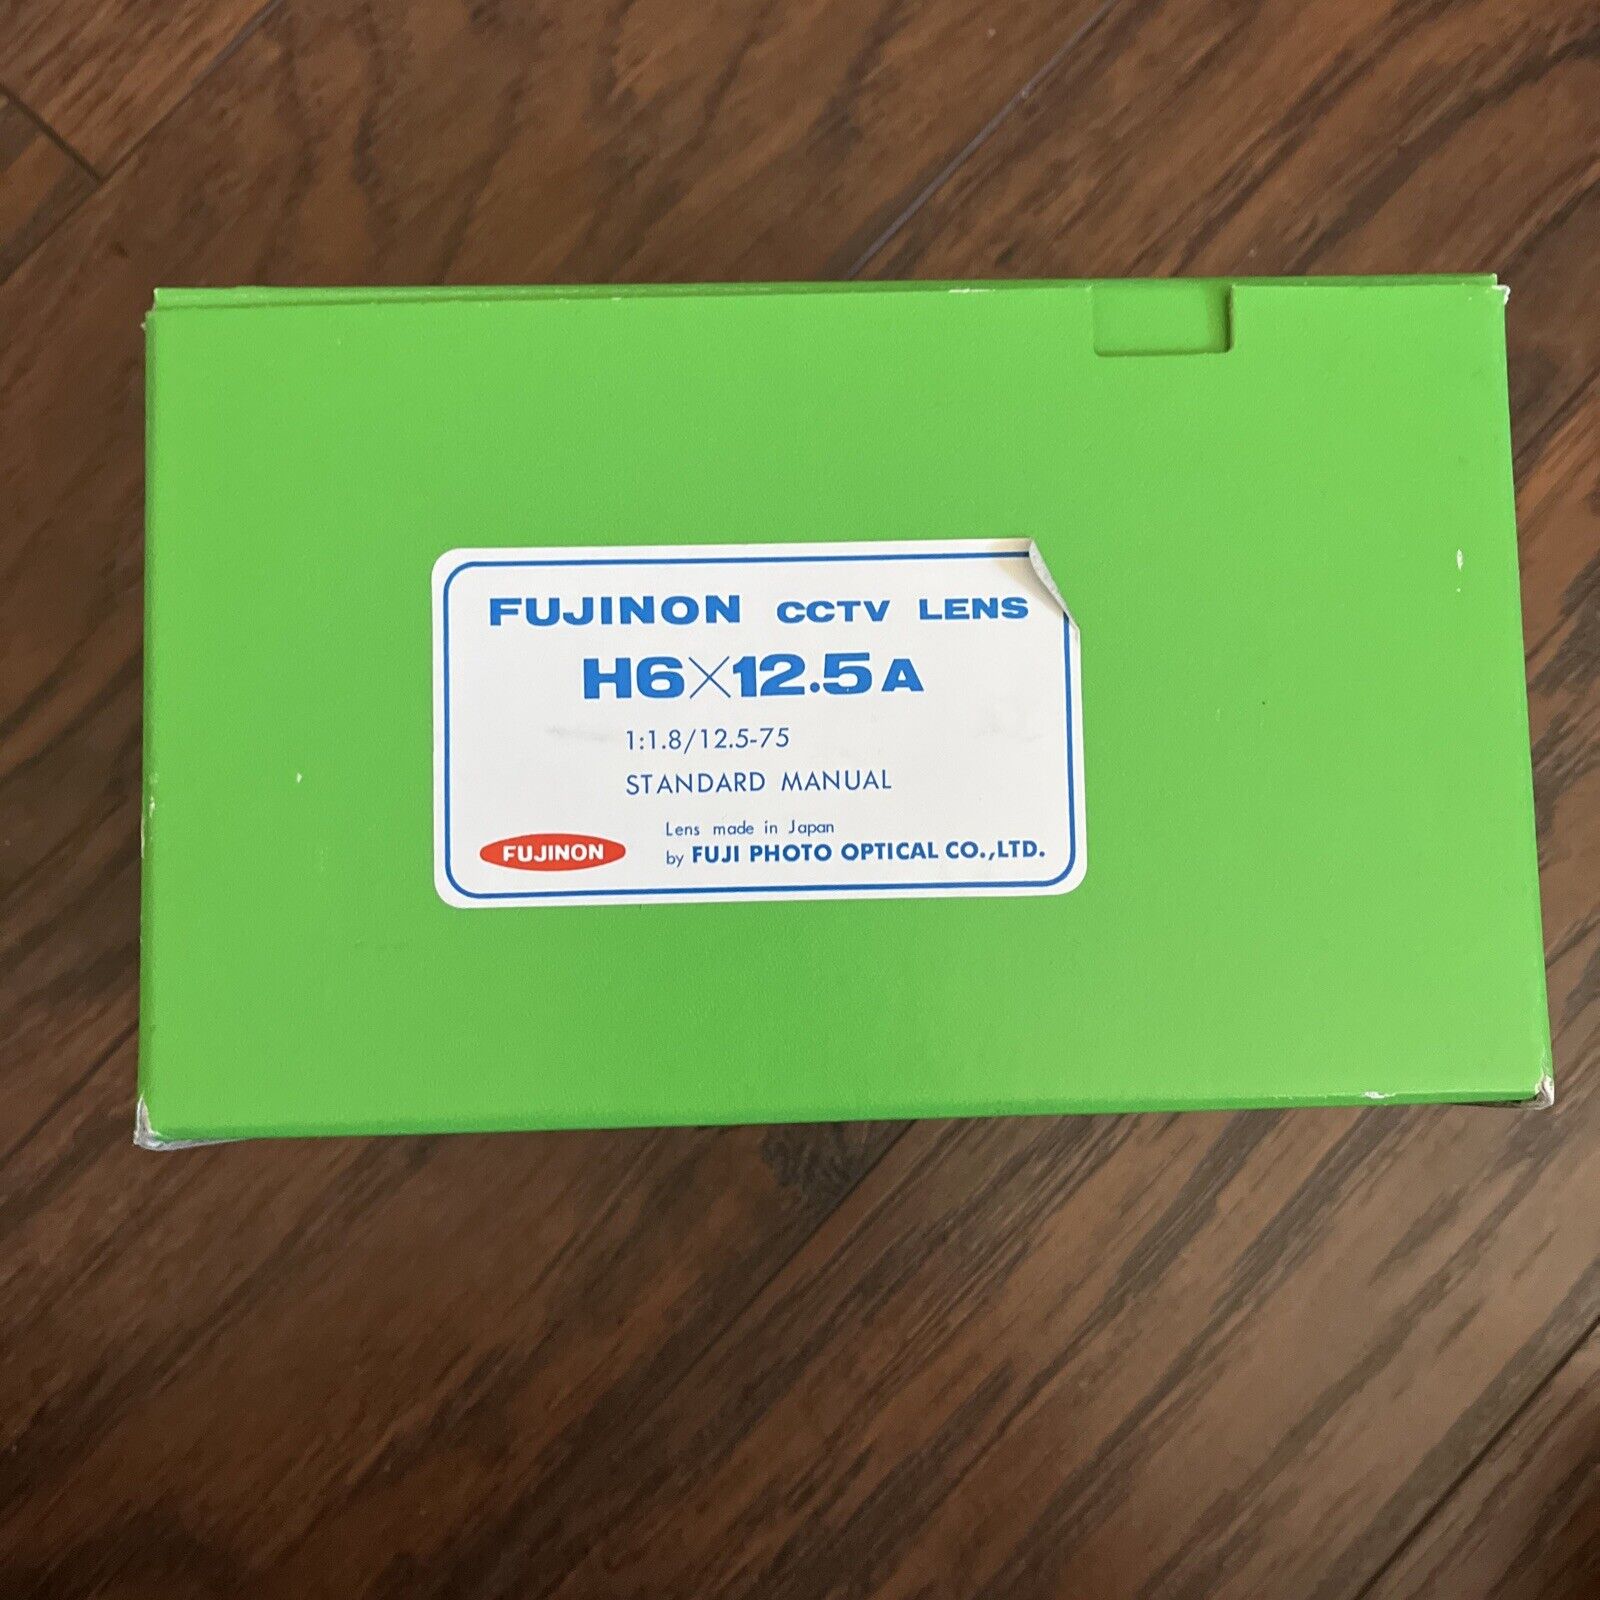 FUJINON CCTV LENS
H6×12.5A
1:1.8/12.5-75
STANDARD MANUAL
Lens made in Japan
FUJINON by FUJI PHOTO OPTICAL CO.,LTD.